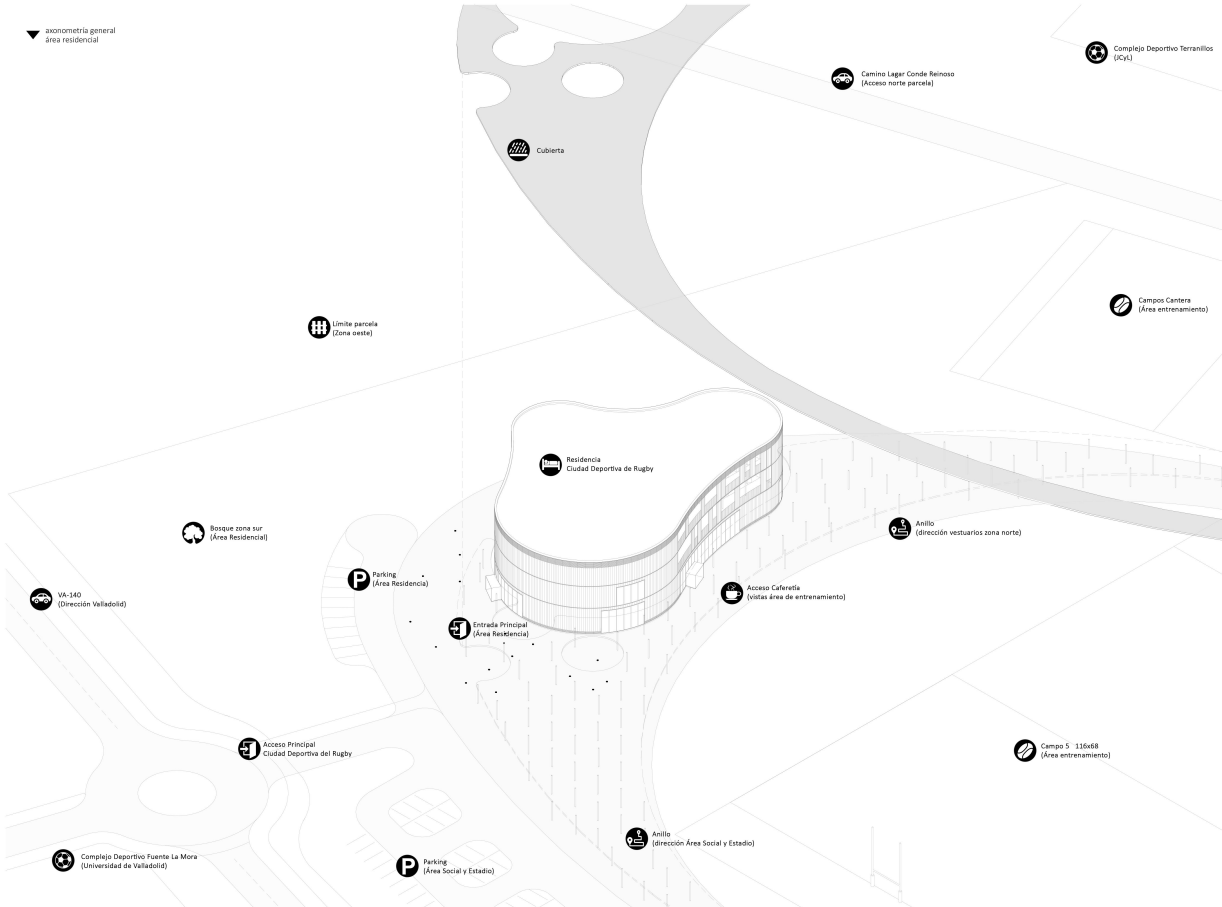 axonometría general
área residencial
Complejo Deportivo Terranillos
(JCyL)
Camino Lagar Conde Reinoso
(Acceso norte parcela)
Cubierta
Campos Cantera
(Área entrenamiento)
Límite parcela
(Zona oeste)
Residencia
Ciudad Deportiva de Rugby
Bosque zona sur
(Área Residencial)
Anillo
(dirección vestuarios zona norte)
P
Parking
(Área Residencia)
Acceso Caferetía
(vistas área de entrenamiento)
VA-140
(Dirección Valladolid)
Entrada Principal
(Área Residencia)
Acceso Principal
Ciudad Deportiva del Rugby
Campo 5 116x68
(Área entrenamiento)
Anillo
(dirección Área Social y Estadio)
Complejo Deportivo Fuente La Mora
(Universidad de Valladolid)
P
Parking
(Área Social y Estadio)